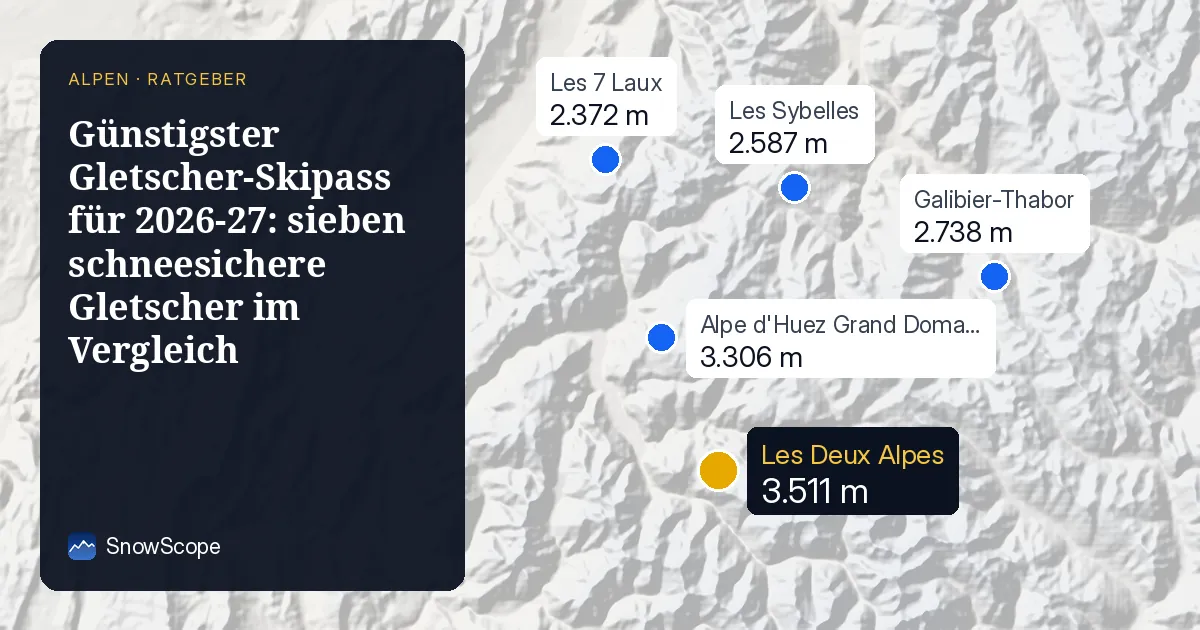 ALPEN · RATGEBER
Günstigster
Gletscher-Skipass
für 2026-27: sieben
schneesichere
Gletscher im
Vergleich
SnowScope
Les 7 Laux
2.372 m
Les Sybelles
2.587 m
Galibier-Thabor
2.738 m
Alpe d'Huez Grand Doma...
3.306 m
Les Deux Alpes
3.511 m